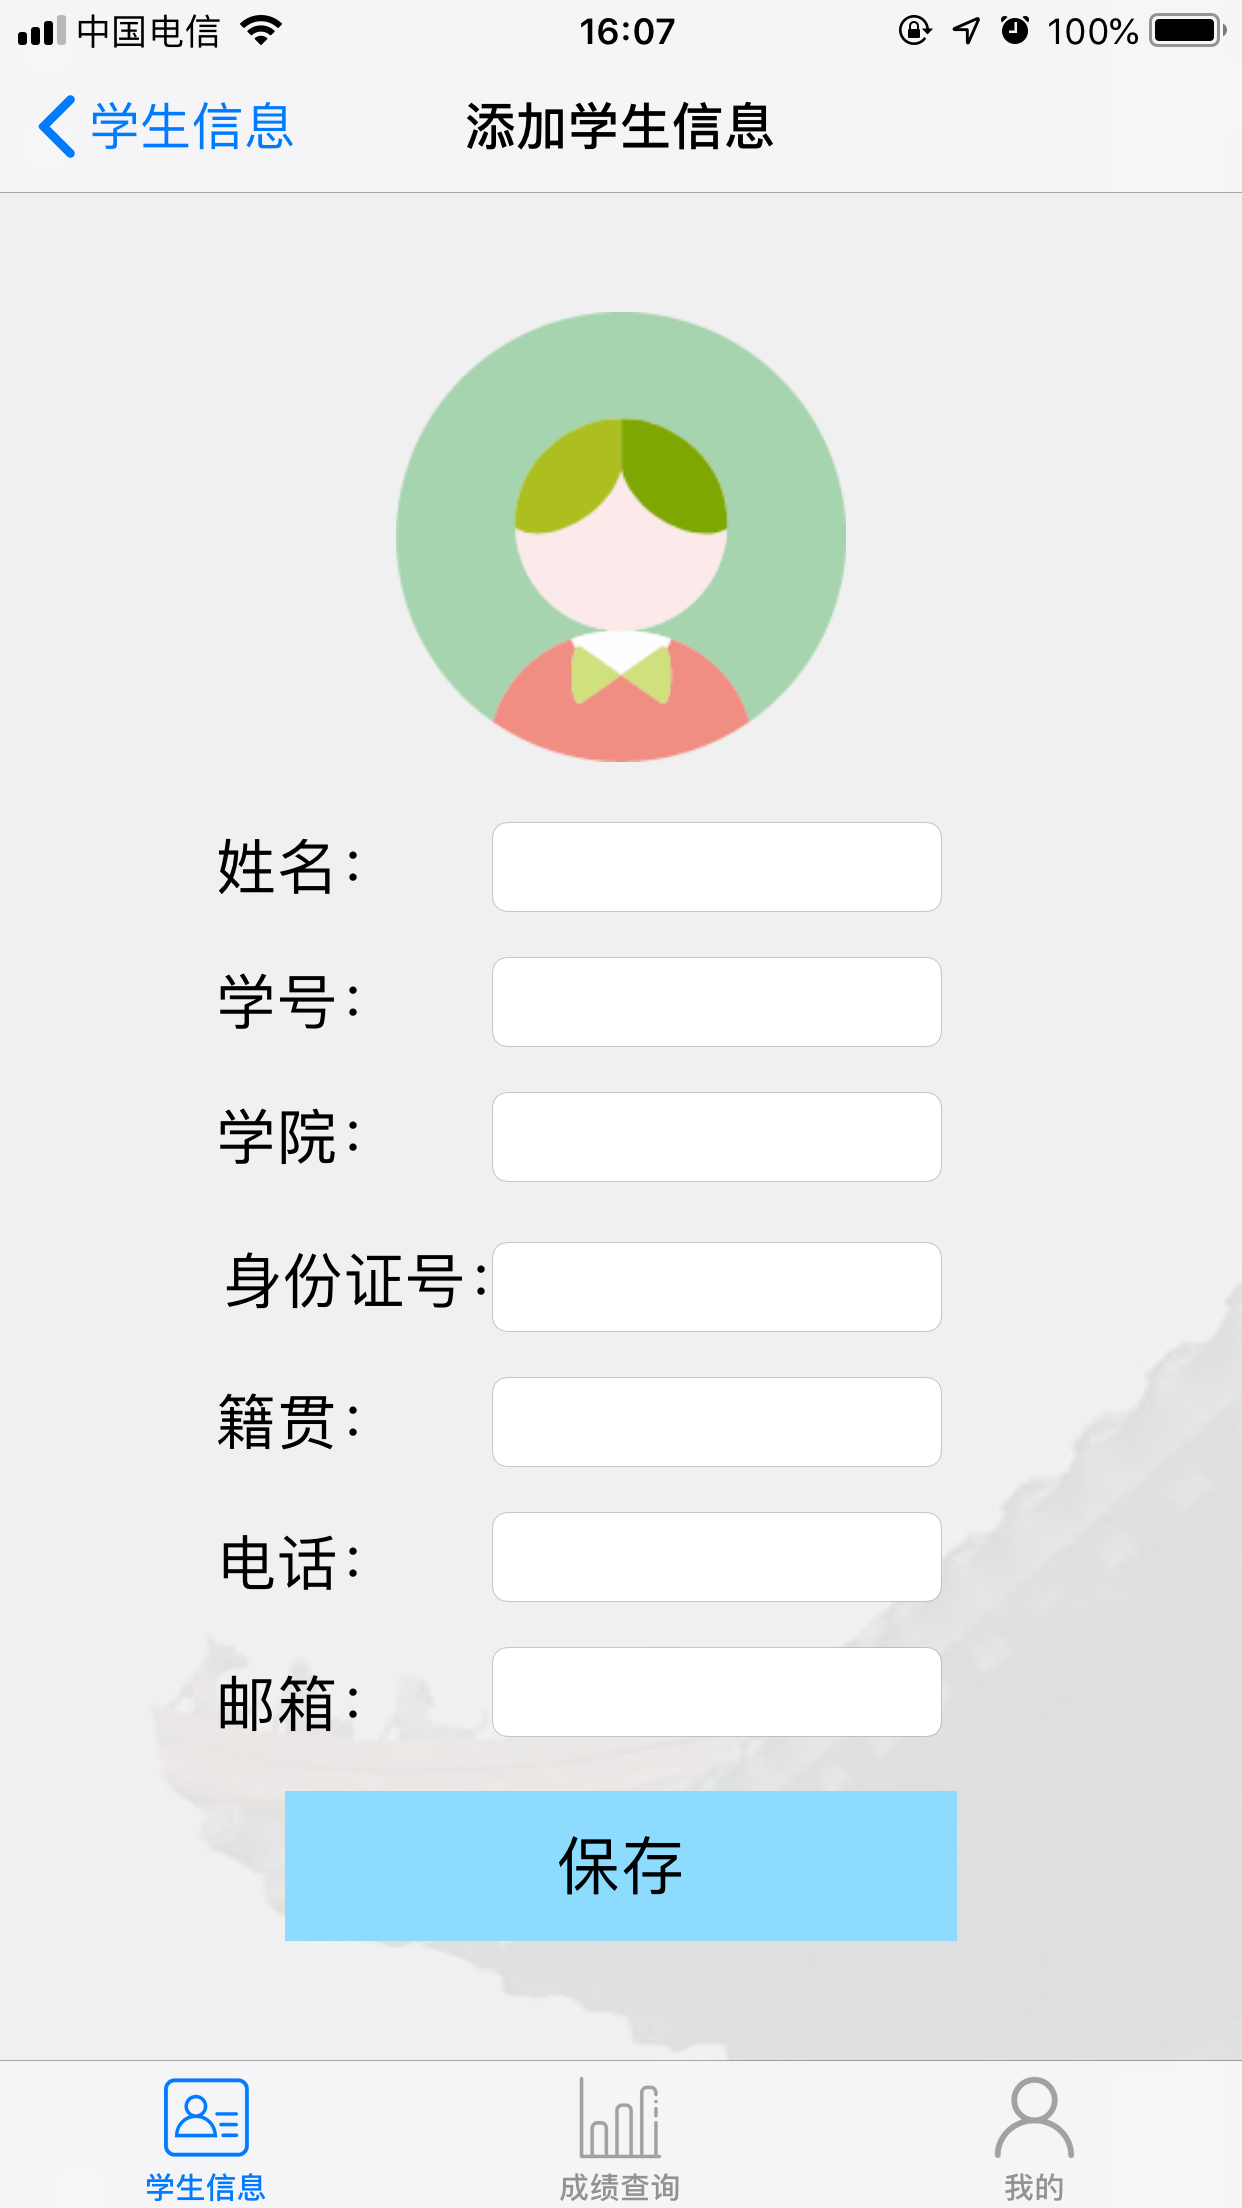 中国电信 16:07 100%
学生信息 添加学生信息
姓名：
学号：
学院：
身份证号：
籍贯：
电话：
邮箱：
保存
学生信息 成绩查询 我的